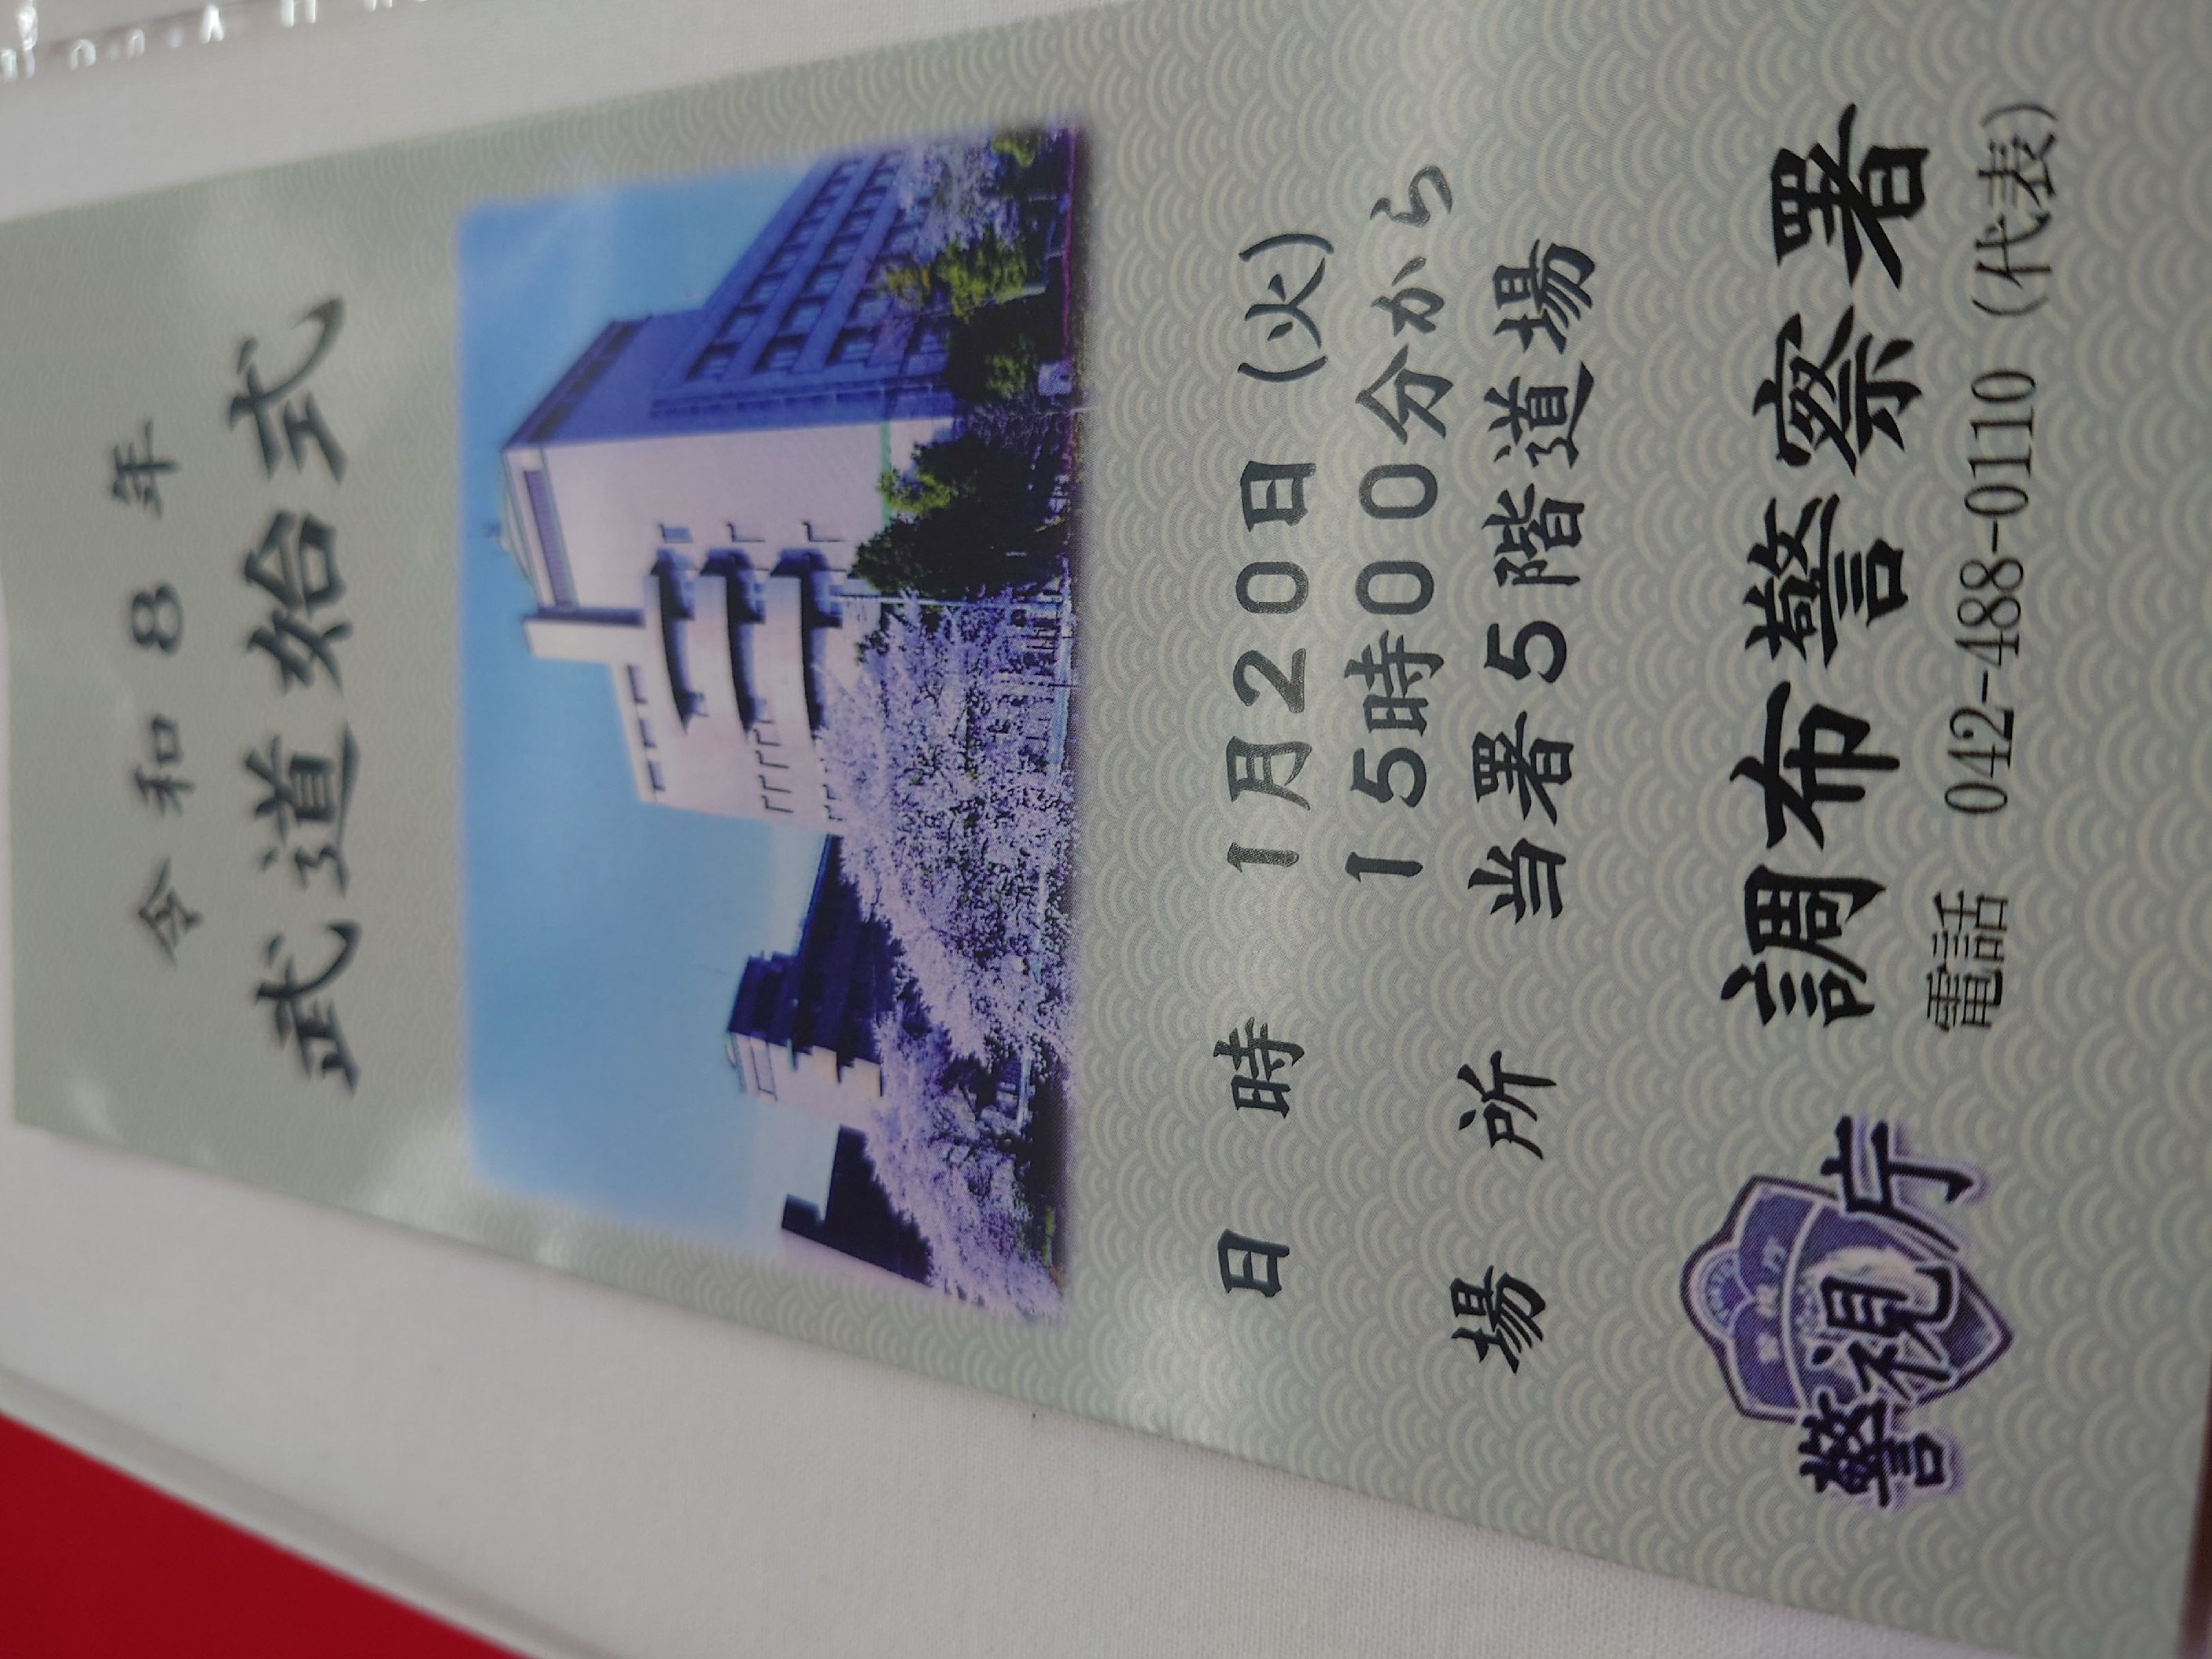 令和8年
武道始式
日時 1月20日(火)
15時00分から
場所 当署5階道場
警視庁
調布警察署
電話 042-488-0110 (代表)